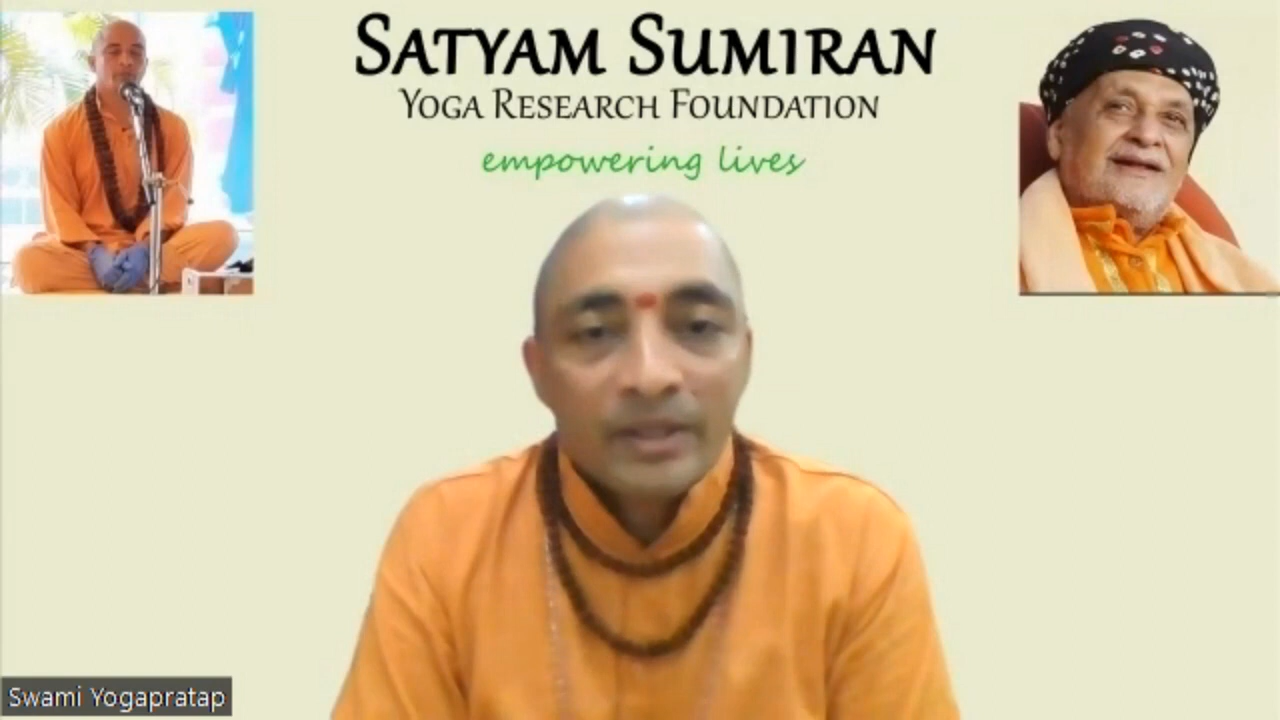 SATYAM SUMIRAN
YOGA RESEARCH FOUNDATION
empowering lives
Swami Yogapratap